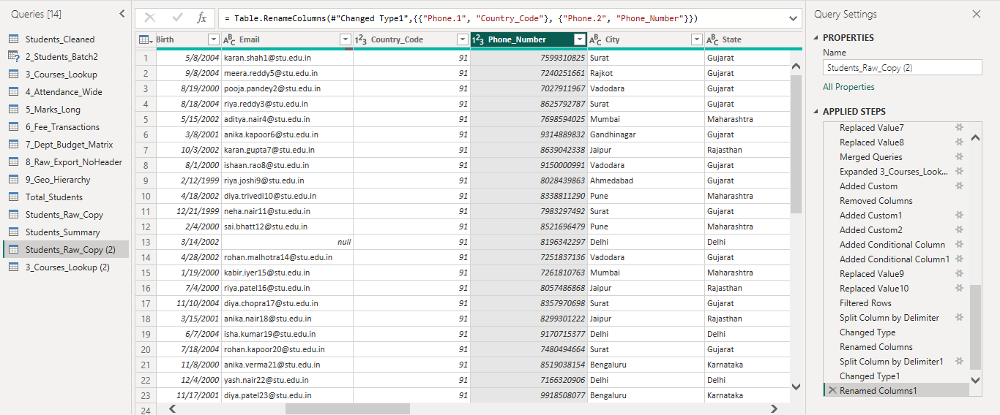 Queries [14]
Students_Cleaned
2_Students_Batch2
3_Courses_Lookup
4_Attendance_Wide
5_Marks_Long
6_Fee_Transactions
7_Dept_Budget_Matrix
8_Raw_Export_NoHeader
9_Geo_Hierarchy
Total_Students
Students_Raw_Copy
Students_Summary
Students_Raw_Copy (2)
3_Courses_Lookup (2)
fx = Table.RenameColumns(#"Changed Type1",{{"Phone.1", "Country_Code"}, {"Phone.2", "Phone_Number"}})
Birth ABC Email 123 Country_Code 123 Phone_Number ABC City ABC State
1 5/8/2004 karan.shah1@stu.edu.in 91 7599310825 Surat Gujarat
2 9/8/2004 meera.reddy5@stu.edu.in 91 7240251661 Rajkot Gujarat
3 8/19/2000 pooja.pandey2@stu.edu.in 91 7027911967 Vadodara Gujarat
4 8/18/2004 riya.reddy3@stu.edu.in 91 8625792787 Surat Gujarat
5 5/15/2002 aditya.nair4@stu.edu.in 91 7698594025 Mumbai Maharashtra
6 3/8/2001 anika.kapoor6@stu.edu.in 91 9314889832 Gandhinagar Gujarat
7 10/3/2002 karan.gupta7@stu.edu.in 91 8639042338 Jaipur Rajasthan
8 8/1/2000 ishaan.rao8@stu.edu.in 91 9150000991 Vadodara Gujarat
9 2/12/1999 riya.joshi9@stu.edu.in 91 8028439863 Ahmedabad Gujarat
10 4/18/2002 diya.trivedi10@stu.edu.in 91 8338811290 Pune Maharashtra
11 12/21/1999 neha.nair11@stu.edu.in 91 7983297492 Surat Gujarat
12 2/4/2000 sai.bhatt12@stu.edu.in 91 8521696479 Pune Maharashtra
13 3/14/2002 null 91 8196342297 Delhi Delhi
14 4/28/2002 rohan.malhotra14@stu.edu.in 91 7251837136 Vadodara Gujarat
15 1/19/2000 kabir.iyer15@stu.edu.in 91 7261810763 Mumbai Maharashtra
16 7/4/2000 riya.patel16@stu.edu.in 91 8057486868 Jaipur Rajasthan
17 11/10/2004 diya.chopra17@stu.edu.in 91 8357970698 Surat Gujarat
18 3/15/2001 anika.nair18@stu.edu.in 91 8299301222 Jaipur Rajasthan
19 6/7/2004 isha.kumar19@stu.edu.in 91 9170715377 Delhi Delhi
20 7/18/2004 rohan.kapoor20@stu.edu.in 91 7480494664 Surat Gujarat
21 11/8/2000 anika.verma21@stu.edu.in 91 8519038154 Bengaluru Karnataka
22 12/4/2000 yash.nair22@stu.edu.in 91 7166320906 Delhi Delhi
23 11/17/2001 diya.patel23@stu.edu.in 91 9918508077 Bengaluru Karnataka
24
Query Settings
PROPERTIES
Name
Students_Raw_Copy (2)
All Properties
APPLIED STEPS
Replaced Value7
Replaced Value8
Merged Queries
Expanded 3_Courses_Look...
Added Custom
Removed Columns
Added Custom1
Added Custom2
Added Conditional Column
Added Conditional Column1
Replaced Value9
Replaced Value10
Filtered Rows
Split Column by Delimiter
Changed Type
Renamed Columns
Split Column by Delimiter1
Changed Type1
Renamed Columns1